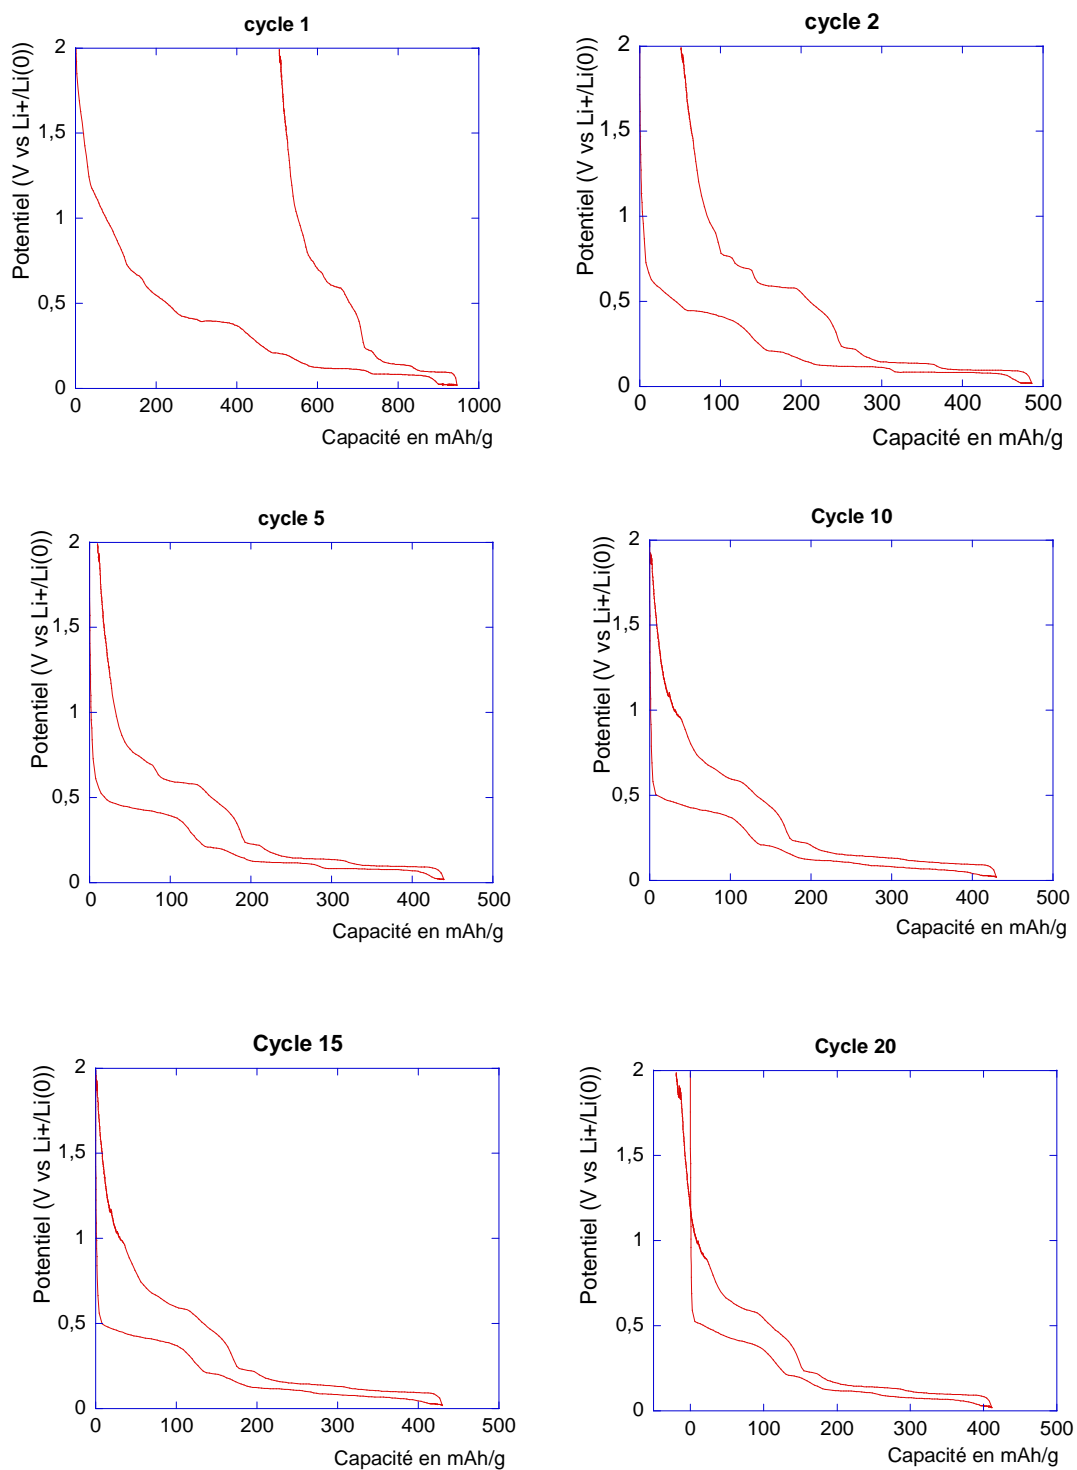 cycle 1
Potentiel (V vs Li+/Li(0))
2
1,5
1
0,5
0
0 200 400 600 800 1000
Capacité en mAh/g
cycle 2
Potentiel (V vs Li+/Li(0))
2
1,5
1
0,5
0
0 100 200 300 400 500
Capacité en mAh/g
cycle 5
Potentiel (V vs Li+/Li(0))
2
1,5
1
0,5
0
0 100 200 300 400 500
Capacité en mAh/g
Cycle 10
Potentiel (V vs Li+/Li(0))
2
1,5
1
0,5
0
0 100 200 300 400 500
Capacité en mAh/g
Cycle 15
Potentiel (V vs Li+/Li(0))
2
1,5
1
0,5
0
0 100 200 300 400 500
Capacité en mAh/g
Cycle 20
Potentiel (V vs Li+/Li(0))
2
1,5
1
0,5
0
0 100 200 300 400 500
Capacité en mAh/g